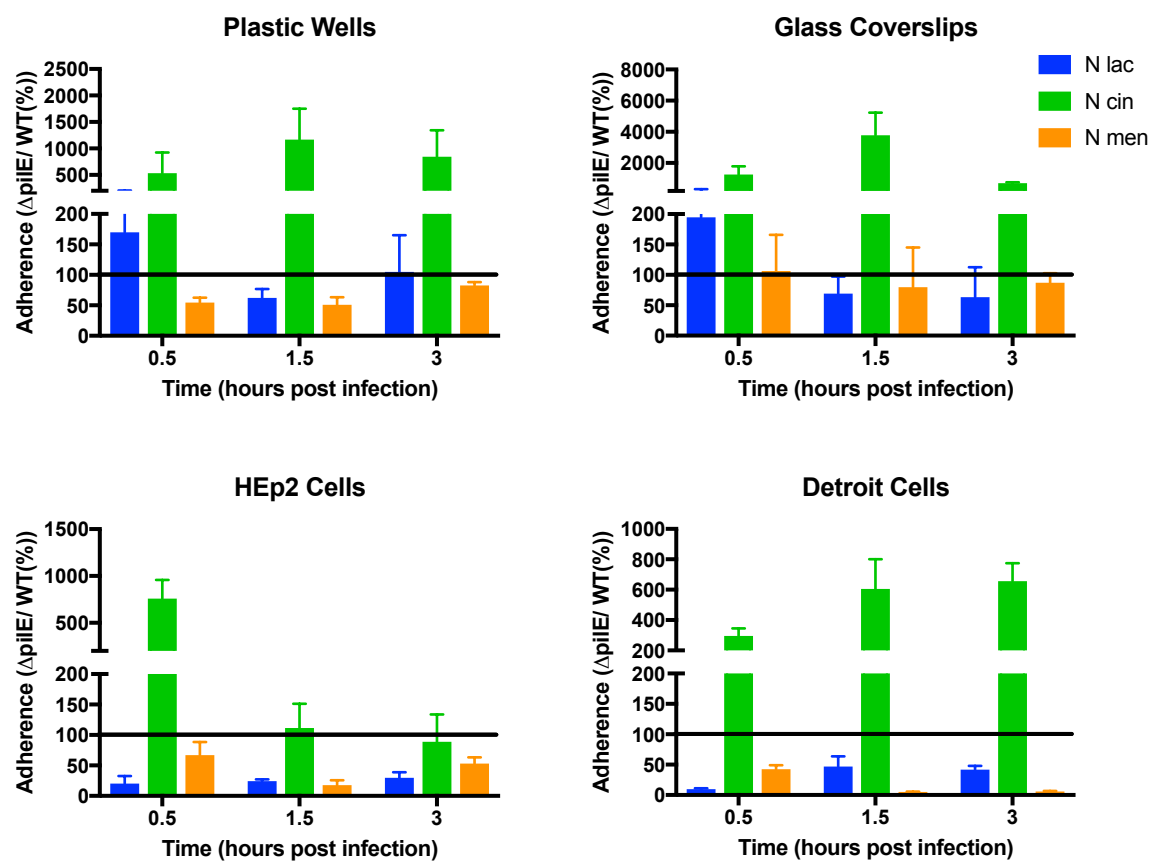 Plastic Wells
Adherence (ΔpilE/ WT(%))
2500
2000
1500
1000
500
200
150
100
50
0
0.5 1.5 3
Time (hours post infection)
Glass Coverslips
Adherence (ΔpilE/ WT(%))
8000
6000
4000
2000
200
150
100
50
0
0.5 1.5 3
Time (hours post infection)
N lac
N cin
N men
HEp2 Cells
Adherence (ΔpilE/ WT(%))
1500
1000
500
200
150
100
50
0
0.5 1.5 3
Time (hours post infection)
Detroit Cells
Adherence (ΔpilE/ WT(%))
1000
800
600
400
200
200
150
100
50
0
0.5 1.5 3
Time (hours post infection)